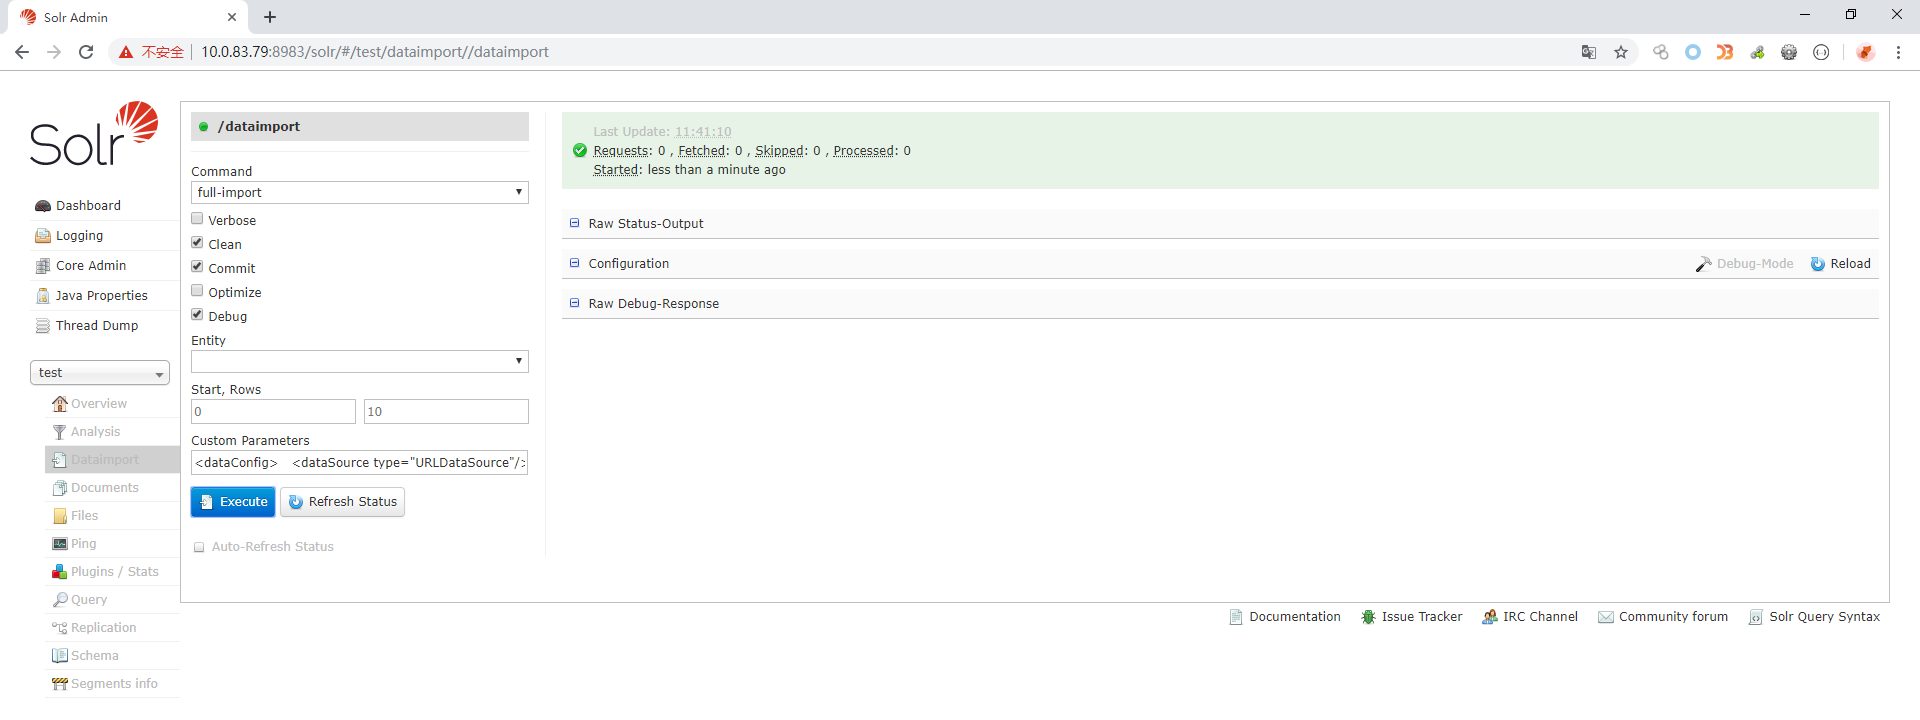 Solr Admin
不安全 10.0.83.79:8983/solr/#/test/dataimport//dataimport
Solr
Dashboard
Logging
Core Admin
Java Properties
Thread Dump
test
Overview
Analysis
Dataimport
Documents
Files
Ping
Plugins / Stats
Query
Replication
Schema
Segments info
/dataimport
Command
full-import
Verbose
Clean
Commit
Optimize
Debug
Entity
Start, Rows
0 10
Custom Parameters
<dataConfig> <dataSource type="URLDataSource"/>
Execute Refresh Status
Auto-Refresh Status
Last Update: 11:41:10
Requests: 0 , Fetched: 0 , Skipped: 0 , Processed: 0
Started: less than a minute ago
Raw Status-Output
Configuration Debug-Mode Reload
Raw Debug-Response
Documentation Issue Tracker IRC Channel Community forum Solr Query Syntax